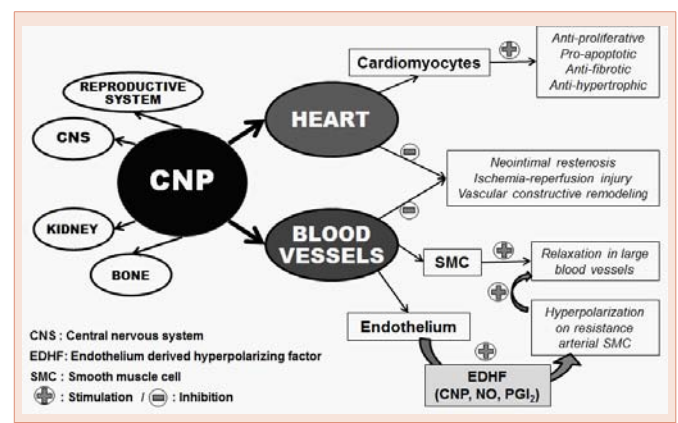 REPRODUCTIVE
SYSTEM
CNS
CNP
KIDNEY
BONE
HEART
BLOOD
VESSELS
Cardiomyocytes
Anti-proliferative
Pro-apoptotic
Anti-fibrotic
Anti-hypertrophic
Neointimal restenosis
Ischemia-reperfusion injury
Vascular constructive remodeling
SMC
Relaxation in large
blood vessels
Endothelium
Hyperpolarization
on resistance
arterial SMC
EDHF
(CNP, NO, PGI₂)
CNS : Central nervous system
EDHF: Endothelium derived hyperpolarizing factor
SMC : Smooth muscle cell
: Stimulation / : Inhibition